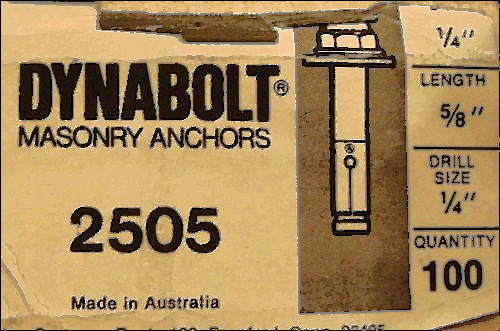 DYNABOLT®
MASONRY ANCHORS
2505
Made in Australia
1/4"
LENGTH
5/8"
DRILL
SIZE
1/4"
QUANTITY
100